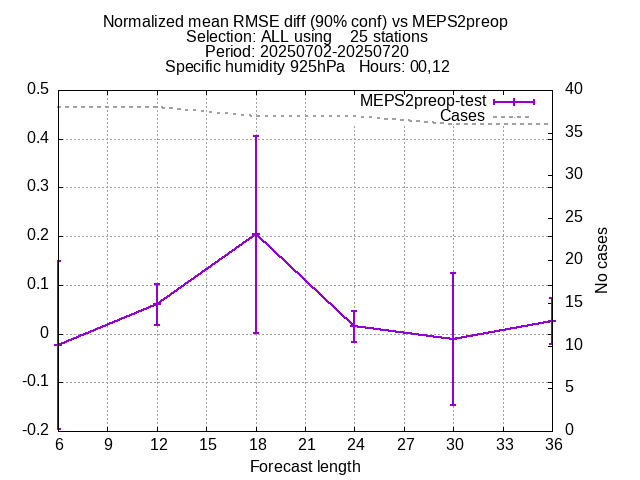 Normalized mean RMSE diff (90% conf) vs MEPS2preop
Selection: ALL using    25 stations
Period: 20250702-20250720
Specific humidity 925hPa   Hours: 00,12
MEPS2preop-test
Cases
0.5
0.4
0.3
0.2
0.1
0
-0.1
-0.2
40
35
30
25
20
15
10
5
0
No cases
6 9 12 15 18 21 24 27 30 33 36
Forecast length